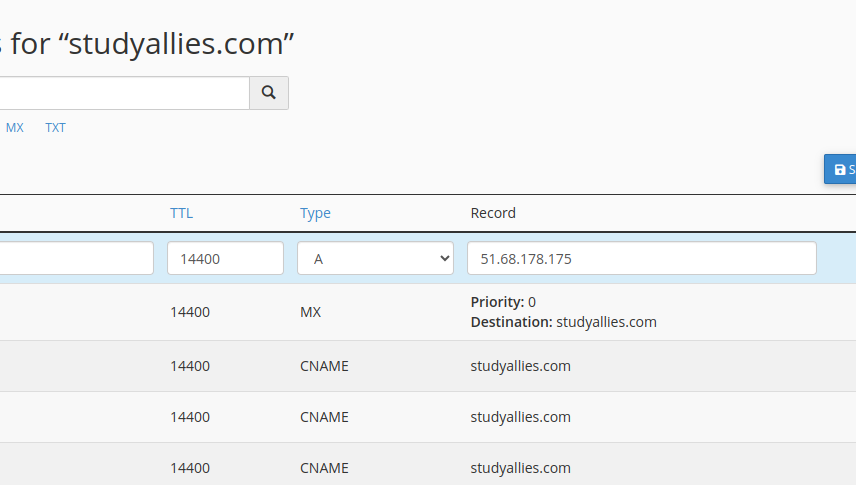 for “studyallies.com”
MX TXT
TTL Type Record
14400 A 51.68.178.175
14400 MX Priority: 0
Destination: studyallies.com
14400 CNAME studyallies.com
14400 CNAME studyallies.com
14400 CNAME studyallies.com